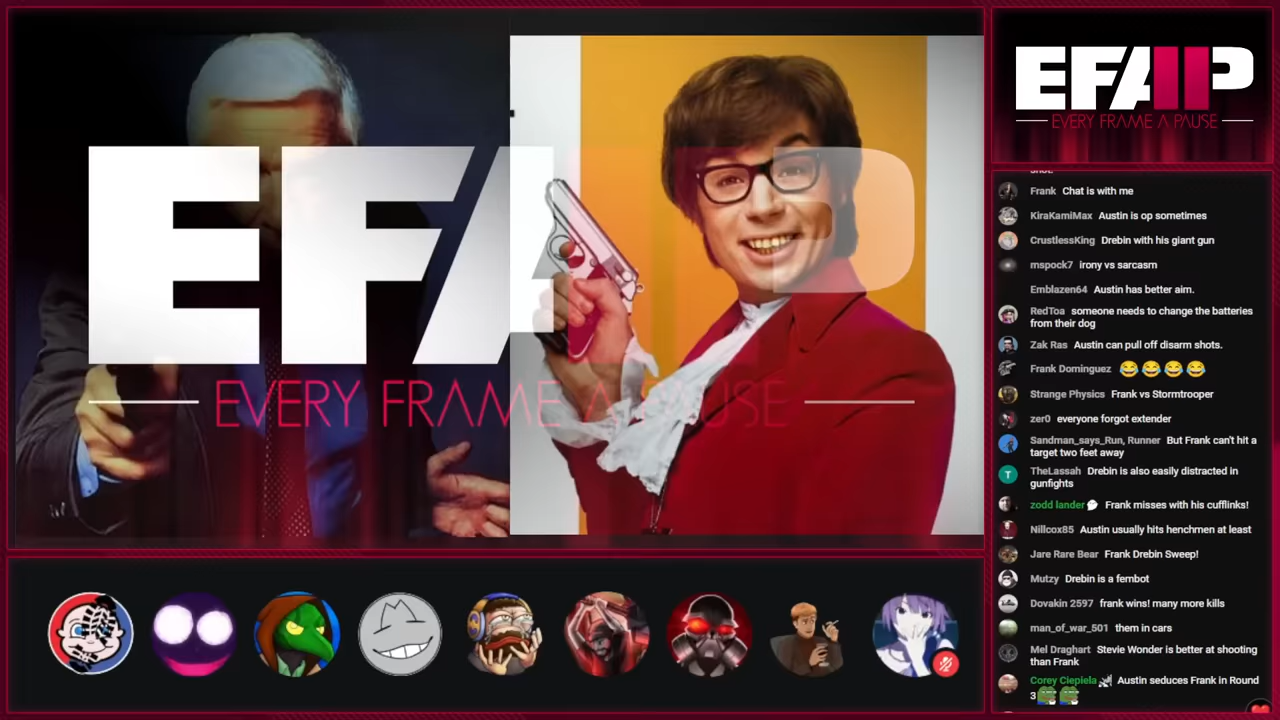 EFAP
EVERY FRAME A PAUSE
EFAP
EVERY FRAME A PAUSE
shot.
Frank Chat is with me
KiraKamiMax Austin is op sometimes
CrustlessKing Drebin with his giant gun
mspock7 irony vs sarcasm
Emblazen64 Austin has better aim.
RedToa someone needs to change the batteries
from their dog
Zak Ras Austin can pull off disarm shots.
Frank Dominguez 😂😂😂😂
Strange Physics Frank vs Stormtrooper
zer0 everyone forgot extender
Sandman_says_Run, Runner But Frank can't hit a
target two feet away
T
TheLassah Drebin is also easily distracted in
gunfights
zodd lander Frank misses with his cufflinks!
Nillcox85 Austin usually hits henchmen at least
Jare Rare Bear Frank Drebin Sweep!
Mutzy Drebin is a fembot
Dovakin 2597 frank wins! many more kills
man_of_war_501 them in cars
Mel Draghart Stevie Wonder is better at shooting
than Frank
Corey Ciepiela Austin seduces Frank in Round
3